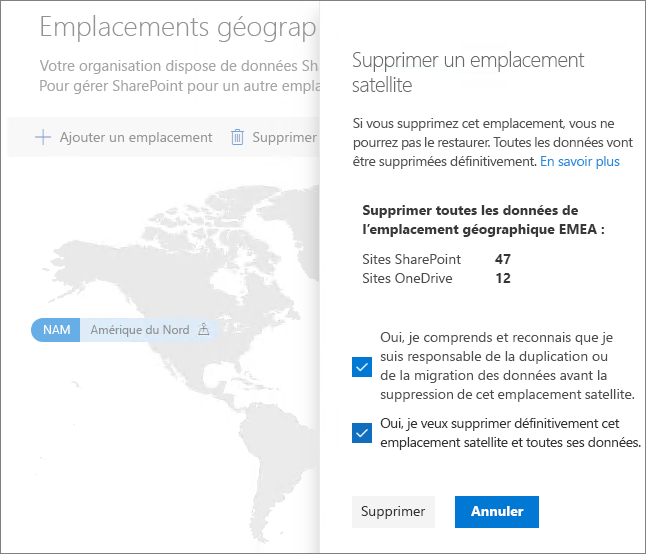 Emplacements géograp
Votre organisation dispose de données Sh
Pour gérer SharePoint pour un autre empla
Ajouter un emplacement
Supprimer
NAM
Amérique du Nord
Supprimer un emplacement
satellite
Si vous supprimez cet emplacement, vous ne
pourrez pas le restaurer. Toutes les données vont
être supprimées définitivement. En savoir plus
Supprimer toutes les données de
l’emplacement géographique EMEA :
Sites SharePoint 47
Sites OneDrive 12
Oui, je comprends et reconnais que je
suis responsable de la duplication ou
de la migration des données avant la
suppression de cet emplacement satellite.
Oui, je veux supprimer définitivement cet
emplacement satellite et toutes ses données.
Supprimer
Annuler